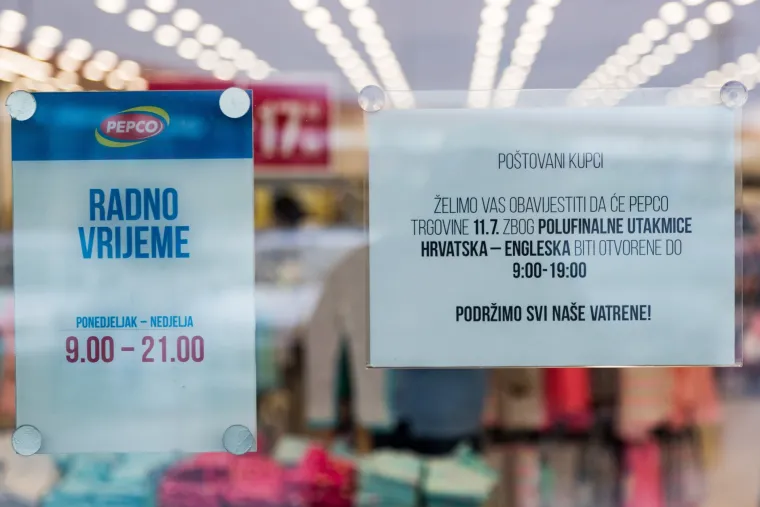 PEPCO
RADNO
VRIJEME
PONEDJELJAK – NEDJELJA
9.00 – 21.00
17
POŠTOVANI KUPCI
ŽELIMO VAS OBAVIJESTITI DA ĆE PEPCO
TRGOVINE 11.7. ZBOG POLUFINALNE UTAKMICE
HRVATSKA – ENGLESKA BITI OTVORENE DO
9:00-19:00
PODRŽIMO SVI NAŠE VATRENE!